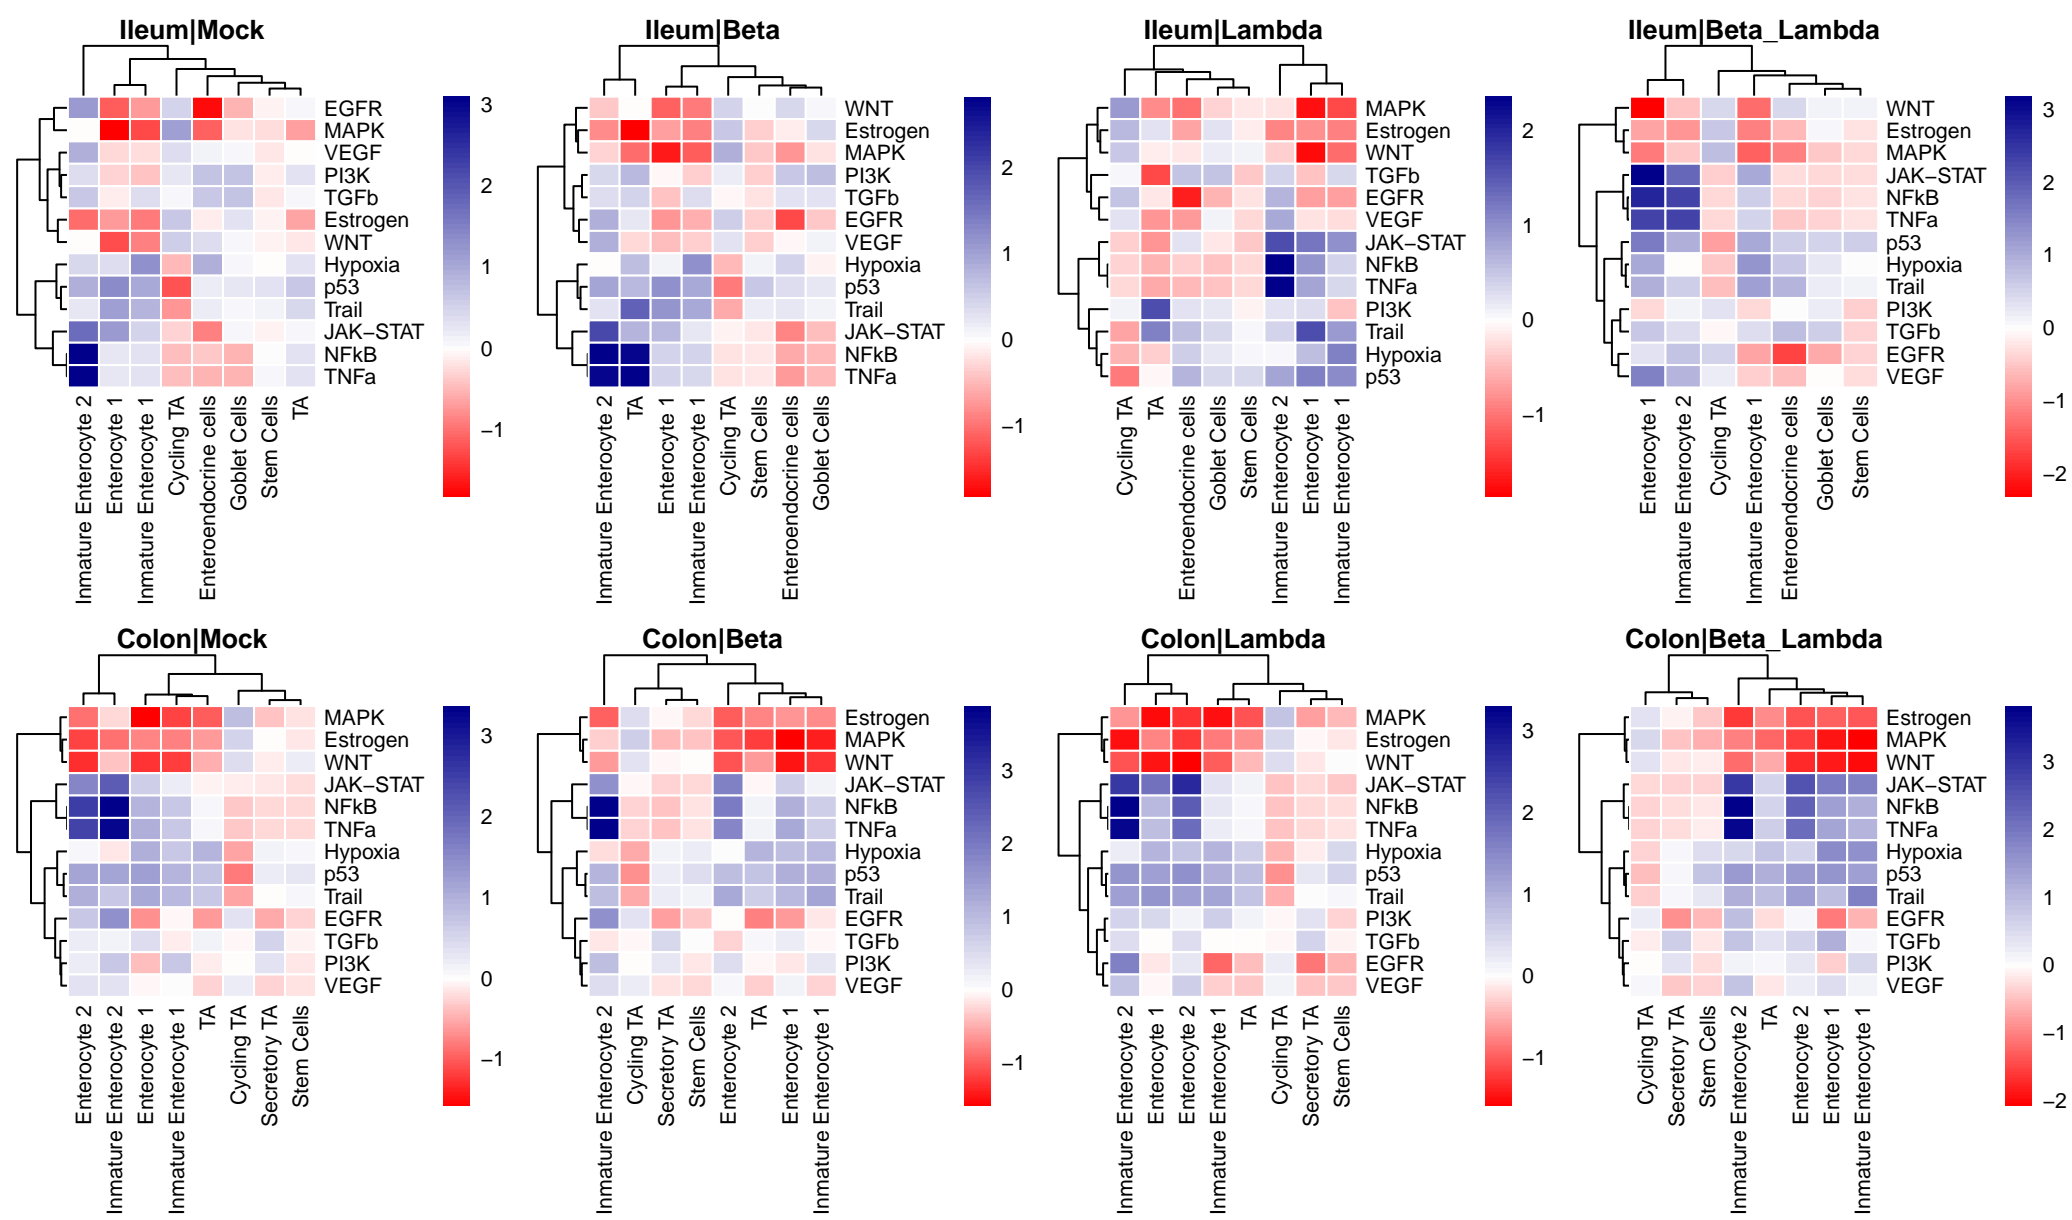 Ileum|Mock
EGFR
MAPK
VEGF
PI3K
TGFb
Estrogen
WNT
Hypoxia
p53
Trail
JAK−STAT
NFkB
TNFa
Inmature Enterocyte 2
Enterocyte 1
Inmature Enterocyte 1
Cycling TA
Enteroendocrine cells
Goblet Cells
Stem Cells
TA
3
2
1
0
−1
Ileum|Beta
WNT
Estrogen
MAPK
PI3K
TGFb
EGFR
VEGF
Hypoxia
p53
Trail
JAK−STAT
NFkB
TNFa
Inmature Enterocyte 2
TA
Enterocyte 1
Inmature Enterocyte 1
Cycling TA
Stem Cells
Enteroendocrine cells
Goblet Cells
2
1
0
−1
Ileum|Lambda
MAPK
Estrogen
WNT
TGFb
EGFR
VEGF
JAK−STAT
NFkB
TNFa
PI3K
Trail
Hypoxia
p53
Cycling TA
TA
Enteroendocrine cells
Goblet Cells
Stem Cells
Inmature Enterocyte 2
Enterocyte 1
Inmature Enterocyte 1
2
1
0
−1
Ileum|Beta_Lambda
WNT
Estrogen
MAPK
JAK−STAT
NFkB
TNFa
p53
Hypoxia
Trail
PI3K
TGFb
EGFR
VEGF
Enterocyte 1
Inmature Enterocyte 2
Cycling TA
Inmature Enterocyte 1
Enteroendocrine cells
Goblet Cells
Stem Cells
3
2
1
0
−1
−2
Colon|Mock
MAPK
Estrogen
WNT
JAK−STAT
NFkB
TNFa
Hypoxia
p53
Trail
EGFR
TGFb
PI3K
VEGF
Enterocyte 2
Inmature Enterocyte 2
Enterocyte 1
Inmature Enterocyte 1
TA
Cycling TA
Secretory TA
Stem Cells
3
2
1
0
−1
Colon|Beta
Estrogen
MAPK
WNT
JAK−STAT
NFkB
TNFa
Hypoxia
p53
Trail
EGFR
TGFb
PI3K
VEGF
Inmature Enterocyte 2
Cycling TA
Secretory TA
Stem Cells
Enterocyte 2
TA
Enterocyte 1
Inmature Enterocyte 1
3
2
1
0
−1
Colon|Lambda
MAPK
Estrogen
WNT
JAK−STAT
NFkB
TNFa
Hypoxia
p53
Trail
PI3K
TGFb
EGFR
VEGF
Inmature Enterocyte 2
Enterocyte 1
Enterocyte 2
Inmature Enterocyte 1
TA
Cycling TA
Secretory TA
Stem Cells
3
2
1
0
−1
Colon|Beta_Lambda
Estrogen
MAPK
WNT
JAK−STAT
NFkB
TNFa
Hypoxia
p53
Trail
EGFR
TGFb
PI3K
VEGF
Cycling TA
Secretory TA
Stem Cells
Inmature Enterocyte 2
TA
Enterocyte 2
Enterocyte 1
Inmature Enterocyte 1
3
2
1
0
−1
−2